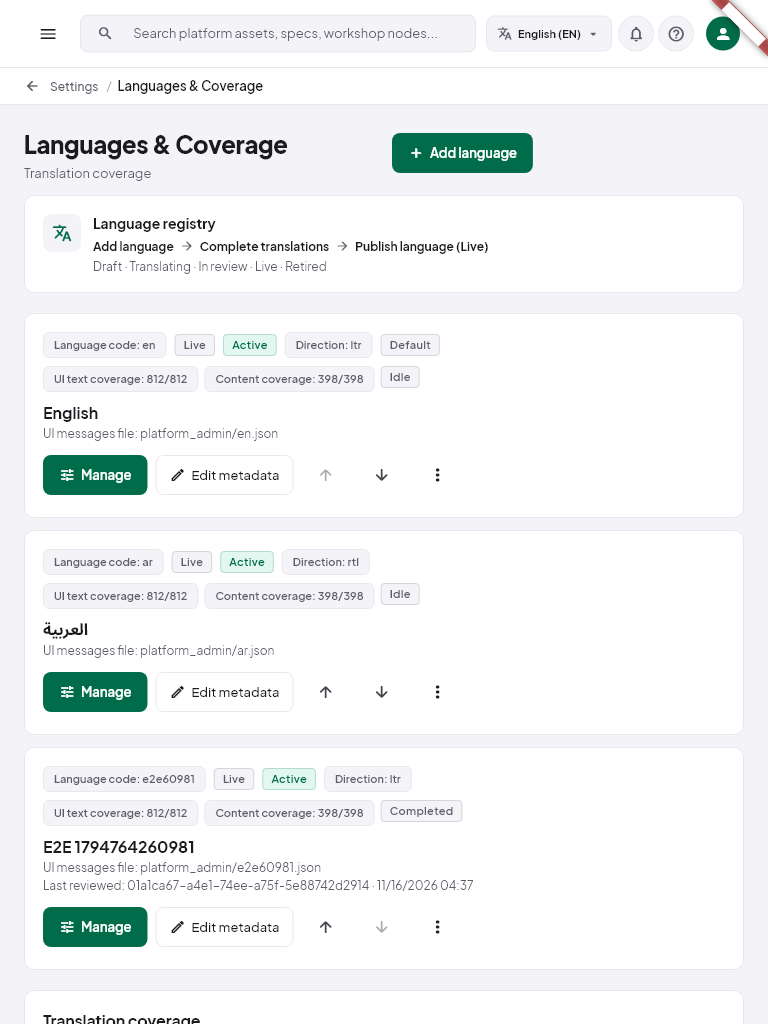 Search platform assets, specs, workshop nodes...
English (EN)
Settings / Languages & Coverage
Languages & Coverage
Translation coverage
Add language
Language registry
Add language → Complete translations → Publish language (Live)
Draft · Translating · In review · Live · Retired
Language code: en Live Active Direction: ltr Default
UI text coverage: 812/812 Content coverage: 398/398 Idle
English
UI messages file: platform_admin/en.json
Manage Edit metadata
Language code: ar Live Active Direction: rtl
UI text coverage: 812/812 Content coverage: 398/398 Idle
العربية
UI messages file: platform_admin/ar.json
Manage Edit metadata
Language code: e2e60981 Live Active Direction: ltr
UI text coverage: 812/812 Content coverage: 398/398 Completed
E2E 1794764260981
UI messages file: platform_admin/e2e60981.json
Last reviewed: 01a1ca67-a4e1-74ee-a75f-5e88742d2914 · 11/16/2026 04:37
Manage Edit metadata
Translation coverage